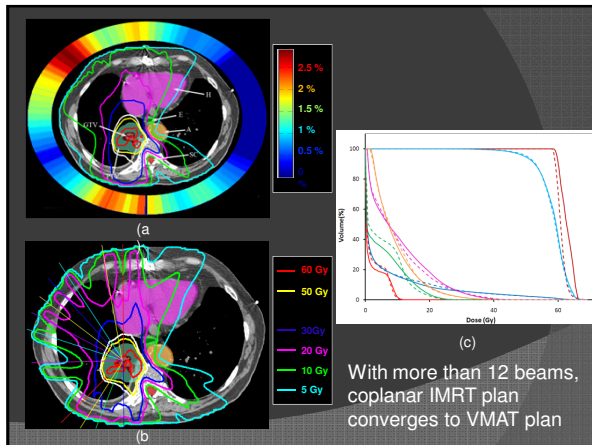 H
E
A
GTV
SC
2.5 %
2 %
1.5 %
1 %
0.5 %
0
%
(a)
60 Gy
50 Gy
30Gy
20 Gy
10 Gy
5 Gy
(b)
Volume(%)
100
80
60
40
20
0
0
20
40
60
Dose (Gy)
(c)
With more than 12 beams,
coplanar IMRT plan
converges to VMAT plan